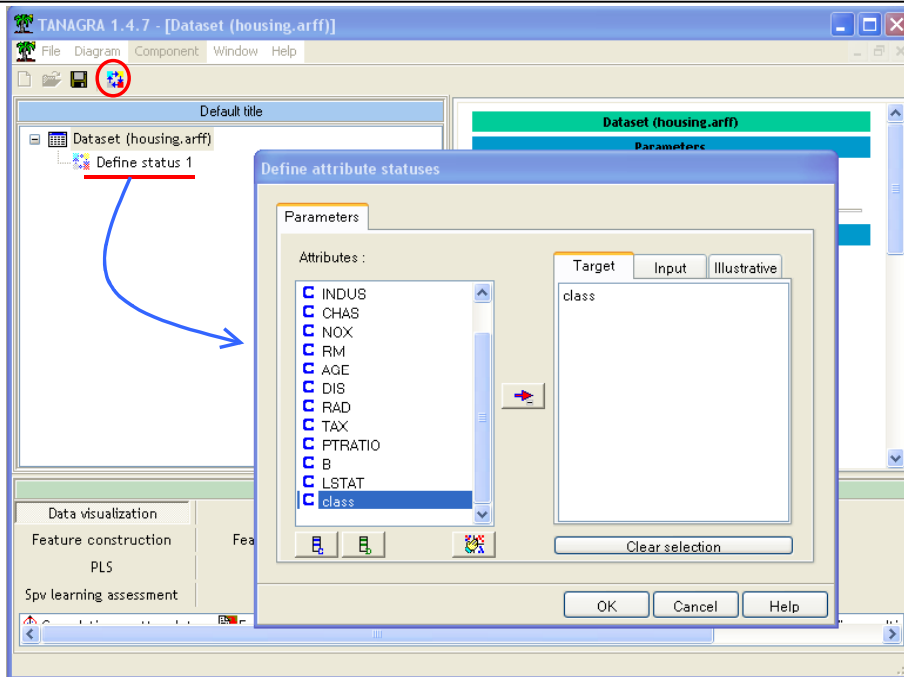 TANAGRA 1.4.7 - [Dataset (housing.arff)]
File Diagram Component Window Help
Default title
Dataset (housing.arff)
Define status 1
Dataset (housing.arff)
Parameters
Define attribute statuses
Parameters
Attributes :
INDUS
CHAS
NOX
RM
AGE
DIS
RAD
TAX
PTRATIO
B
LSTAT
class
Target Input Illustrative
class
Clear selection
OK Cancel Help
Data visualization
Feature construction
Fea
PLS
Spv learning assessment